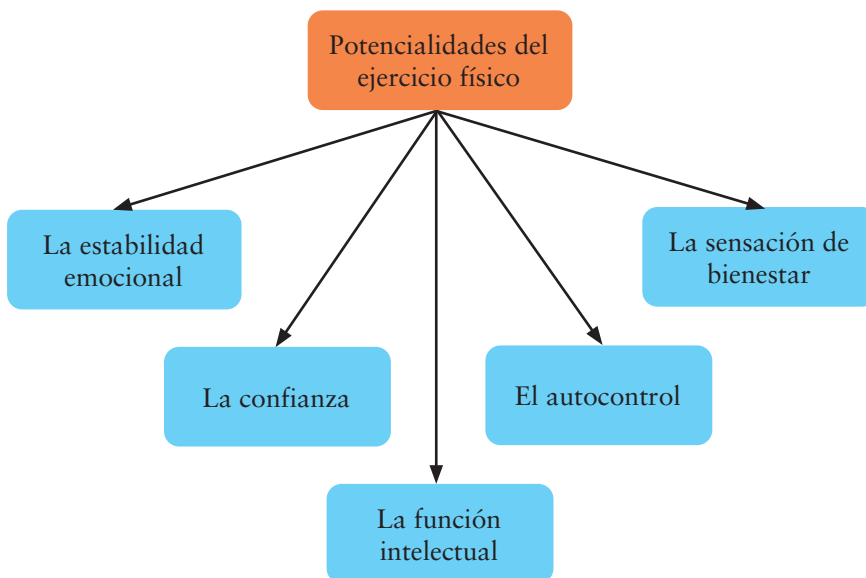 Potencialidades del
ejercicio físico
La estabilidad
emocional
La sensación de
bienestar
La confianza
El autocontrol
La función
intelectual